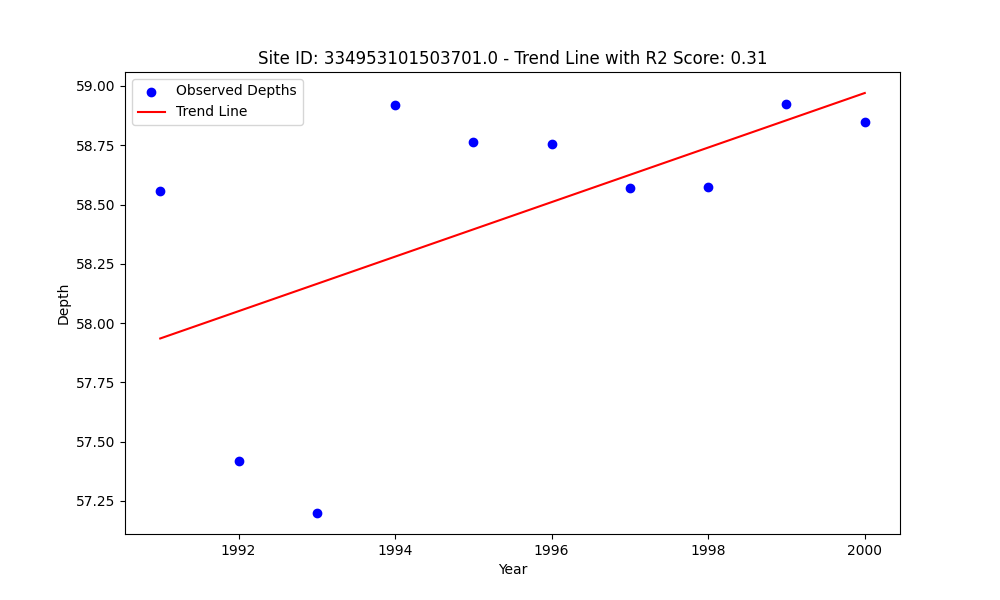 Site ID: 334953101503701.0 - Trend Line with R2 Score: 0.31
Observed Depths
Trend Line
59.00
58.75
58.50
58.25
58.00
57.75
57.50
57.25
Depth
1992
1994
1996
1998
2000
Year